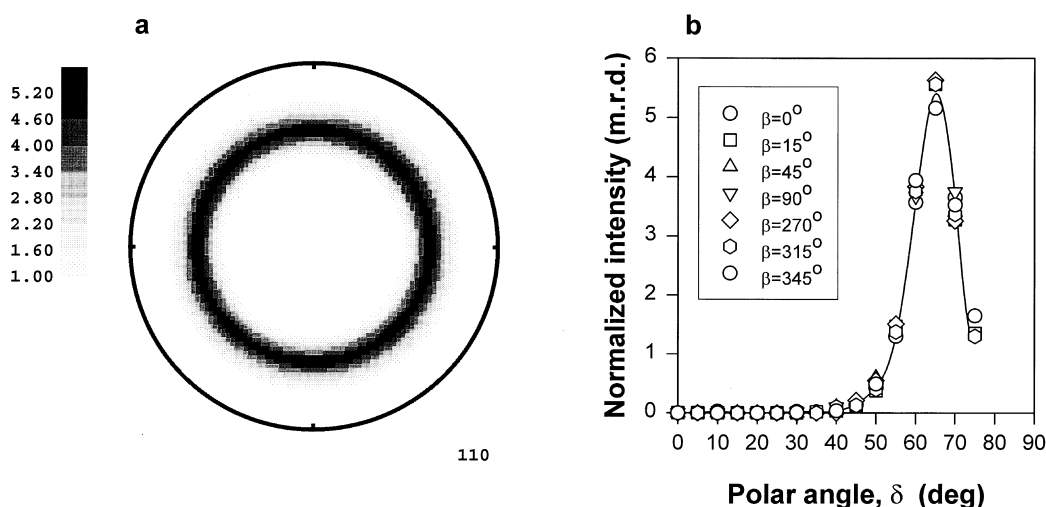 a
5.20
4.60
4.00
3.40
2.80
2.20
1.60
1.00
110
b
Normalized intensity (m.r.d.)
6
5
4
3
2
1
0
β=0°
β=15°
β=45°
β=90°
β=270°
β=315°
β=345°
0 10 20 30 40 50 60 70 80 90
Polar angle, δ (deg)